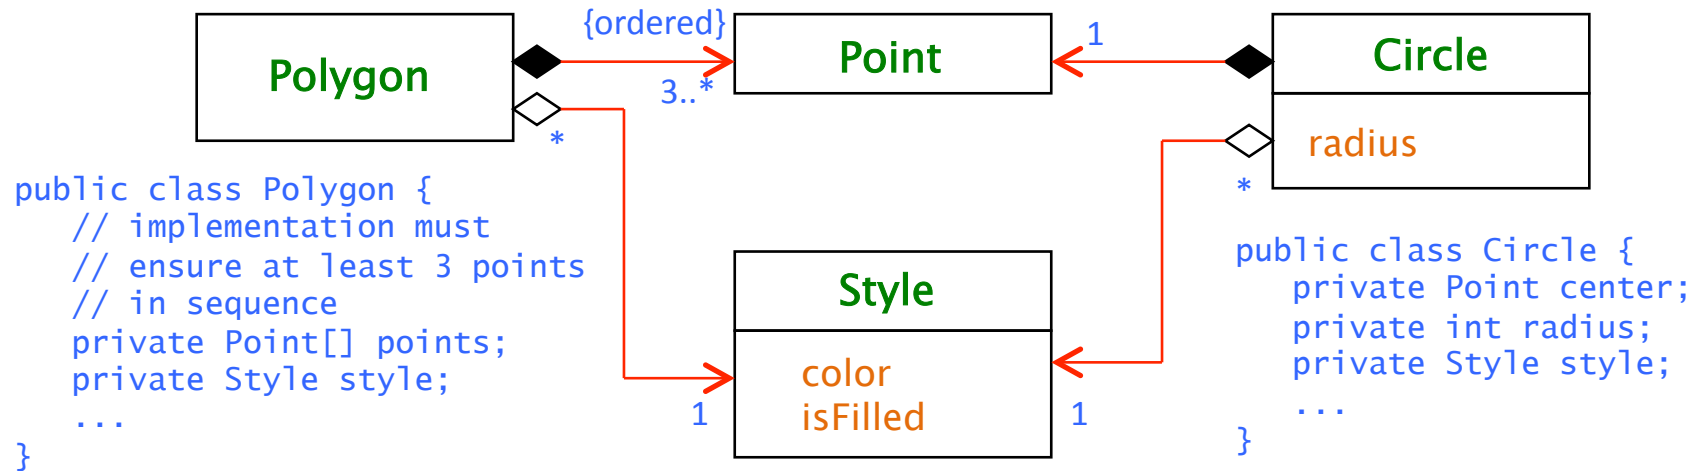 {ordered}
Polygon
3..*
*
Point
1
Circle
radius
*
public class Polygon {
// implementation must
// ensure at least 3 points
// in sequence
private Point[] points;
private Style style;
...
}
Style
color
isFilled
1
1
public class Circle {
private Point center;
private int radius;
private Style style;
...
}